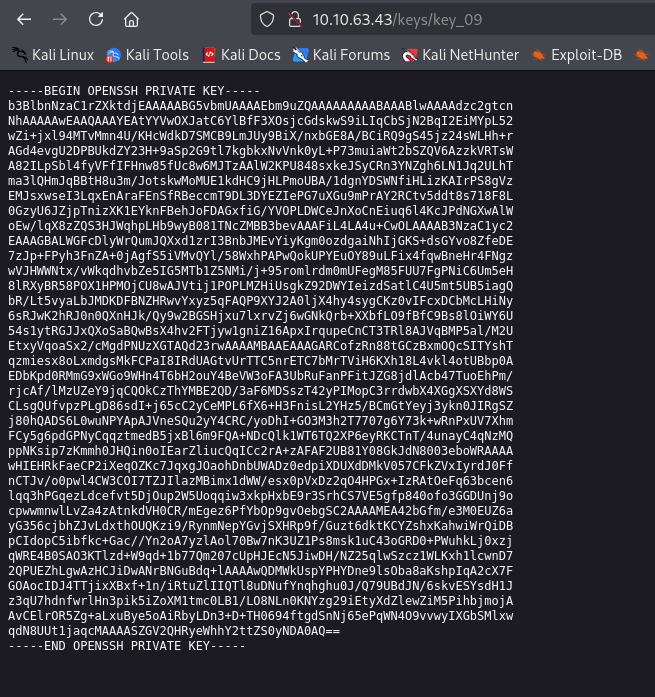 10.10.63.43/keys/key_09
Kali Linux Kali Tools Kali Docs Kali Forums Kali NetHunter Exploit-DB
-----BEGIN OPENSSH PRIVATE KEY-----
b3BlbnNzaC1rZXktdjEAAAAABG5vbmUAAAAEbm9uZQAAAAAAAAABAAABlwAAAAdzc2gtcn
NhAAAAAwEAAQAAAYEAtYYVwOXJatC6YlBfF3XOsjcGdskwS9iLIqCbSjN2BqI2EiMYpL52
wZi+jxl94MTvMmn4U/KHcWdkD7SMCB9LmJUy9BiX/nxbGE8A/BCiRQ9gS45jz24sWLHh+r
AGd4evgU2DPBUkdZY23H+9aSp2G9tl7kgbkxNvVnk0yL+P73muiaWt2bSZQV6AzzkVRTsW
A82ILpSbl4fyVFfIFHnw85fUc8w6MJTzAAlW2KPU848sxkeJSyCRn3YNZgh6LN1Jq2ULhT
ma3lQHmJqBBtH8u3m/JotskwMoMUE1kdHC9jHLPmoUBA/1dgnYDSWNfiHLizKAIrPS8gVz
EMJsxwseI3LqxEnAraFEnSfRBeccmT9DL3DYEZIePG7uXGu9mPrAY2RCtv5ddt8s718F8L
0GzyU6JZjpTnizXK1EYknFBehJoFDAGxfiG/YVOPLDWCeJnXoCnEiuq6l4KcJPdNGXwAlW
oEw/lqX8zZQS3HJWqhpLHb9wyB081TNcZMBB3bevAAAFiL4LA4u+CwOLAAAAB3NzaC1yc2
EAAAGBALWGFcDlyWrQumJQXxd1zrI3BnbJMEvYiyKgm0ozdgaiNhIjGKS+dsGYvo8ZfeDE
7zJp+FPyh3FnZA+0jAgfS5iVMvQYl/58WxhPAPwQokUPYEuOY89uLFix4fqwBneHr4FNgz
wVJHWWNtx/vWkqdhvbZe5IG5MTb1Z5NMi/j+95romlrdm0mUFegM85FUU7FgPNiC6Um5eH
8lRXyBR58POX1HPMOjCU8wAJVtij1POPLMZHiUsgkZ92DWYIeizdSatlC4U5mt5UB5iagQ
bR/Lt5vyaLbJMDKDFBNZHRwvYxyz5qFAQP9XYJ2A0ljX4hy4sygCKz0vIFcxDCbMcLHiNy
6sRJwK2hRJ0n0QXnHJk/Qy9w2BGSHjxu7lxrvZj6wGNkQrb+XXbfLO9fBfC9Bs8lOiWY6U
54s1ytRGJJxQXoSaBQwBsX4hv2FTjyw1gniZ16ApxIrqupeCnCT3TRl8AJVqBMP5al/M2U
EtxyVqoaSx2/cMgdPNUzXGTAQd23rwAAAAMBAAEAAAGARCofzRn88tGCzBxmOQcSITYshT
qzmiesx8oLxmdgsMkFCPaI8IRdUAGtvUrTTC5nrETC7bMrTViH6KXh18L4vkl4otUBbp0A
EDbKpd0RMmG9xWGo9WHn4T6bH2ouY4BeVW3oFA3UbRuFanPFitJZG8jdlAcb47TuoEhPm/
rjcAf/lMzUZeY9jqCQOkCzThYMBE2QD/3aF6MDSszT42yPIMopC3rrdwbX4XGgXSXYd8WS
CLsgQUfvpzPLgD86sdI+j65cC2yCeMPL6fX6+H3FnisL2YHz5/BCmGtYeyj3ykn0JIRgSZ
j80hQADS6L0wuNPYApAJVneSQu2yY4CRC/yoDhI+GO3M3h2T7707g6Y73k+wRnPxUV7Xhm
FCy5g6pdGPNyCqqztmedB5jxBl6m9FQA+NDcQlk1WT6TQ2XP6eyRKCTnT/4unayC4qNzMQ
ppNKsip7zKmmh0JHQin0oIEarZliucQqICc2rA+zAFAF2UB81Y08GkJdN8003eboWRAAAA
wHIEHRkFaeCP2iXeqOZKc7JqxgJOaohDnbUWADz0edpiXDUXdDMkV057CFkZVxIyrdJ0Ff
nCTJv/o0pwl4CW3COI7TZJIlazMBimx1dWW/esx0pVxDz2qO4HPGx+IzRAtOeFq63bcen6
lqq3hPGqezLdcefvt5DjOup2W5Uoqqiw3xkpHxbE9r3SrhCS7VE5gfp840ofo3GGDUnj9o
cpwwmnwlLvZa4zAtnkdVH0CR/mEgez6PfYbOp9gvOebgSC2AAAAMEA42bGfm/e3M0EUZ6a
yG356cjbhZJvLdxthOUQKzi9/RynmNepYGvjSXHRp9f/Guzt6dktKCYZshxKahwiWrQiDB
pCIdopC5ibfkc+Gac//Yn2oA7yzlAol70Bw7nK3UZ1Ps8msk1uC43oGRD0+PWuhkLj0xzj
qWRE4B0SAO3KTlzd+W9qd+1b77Qm207cUpHJEcN5JiwDH/NZ25qlwSzcz1WLKxh1lcwnD7
2QPUEZhLgwAzHCJiDwANrBNGuBdq+lAAAAwQDMWkUspYPHYDne9lsOba8aKshpIqA2cX7F
GOAocIDJ4TTjixXBxf+1n/iRtuZlIIQTl8uDNufYnqhghu0J/Q79UBdJN/6skvESYsdH1J
z3qU7hdnfwrlHn3pik5iZoXM1tmc0LB1/LO8NLn0KNYzg29iEtyXdZlewZiM5PihbjmojA
AvCElrOR5Zg+aLxuBye5oAiRbyLDn3+D+TH0694ftgdSnNj65ePqWN4O9vvwyIXGbSMlxw
qdN8UUt1jaqcMAAAASZGV2QHRyeWhhY2ttZS0yNDA0AQ==
-----END OPENSSH PRIVATE KEY-----